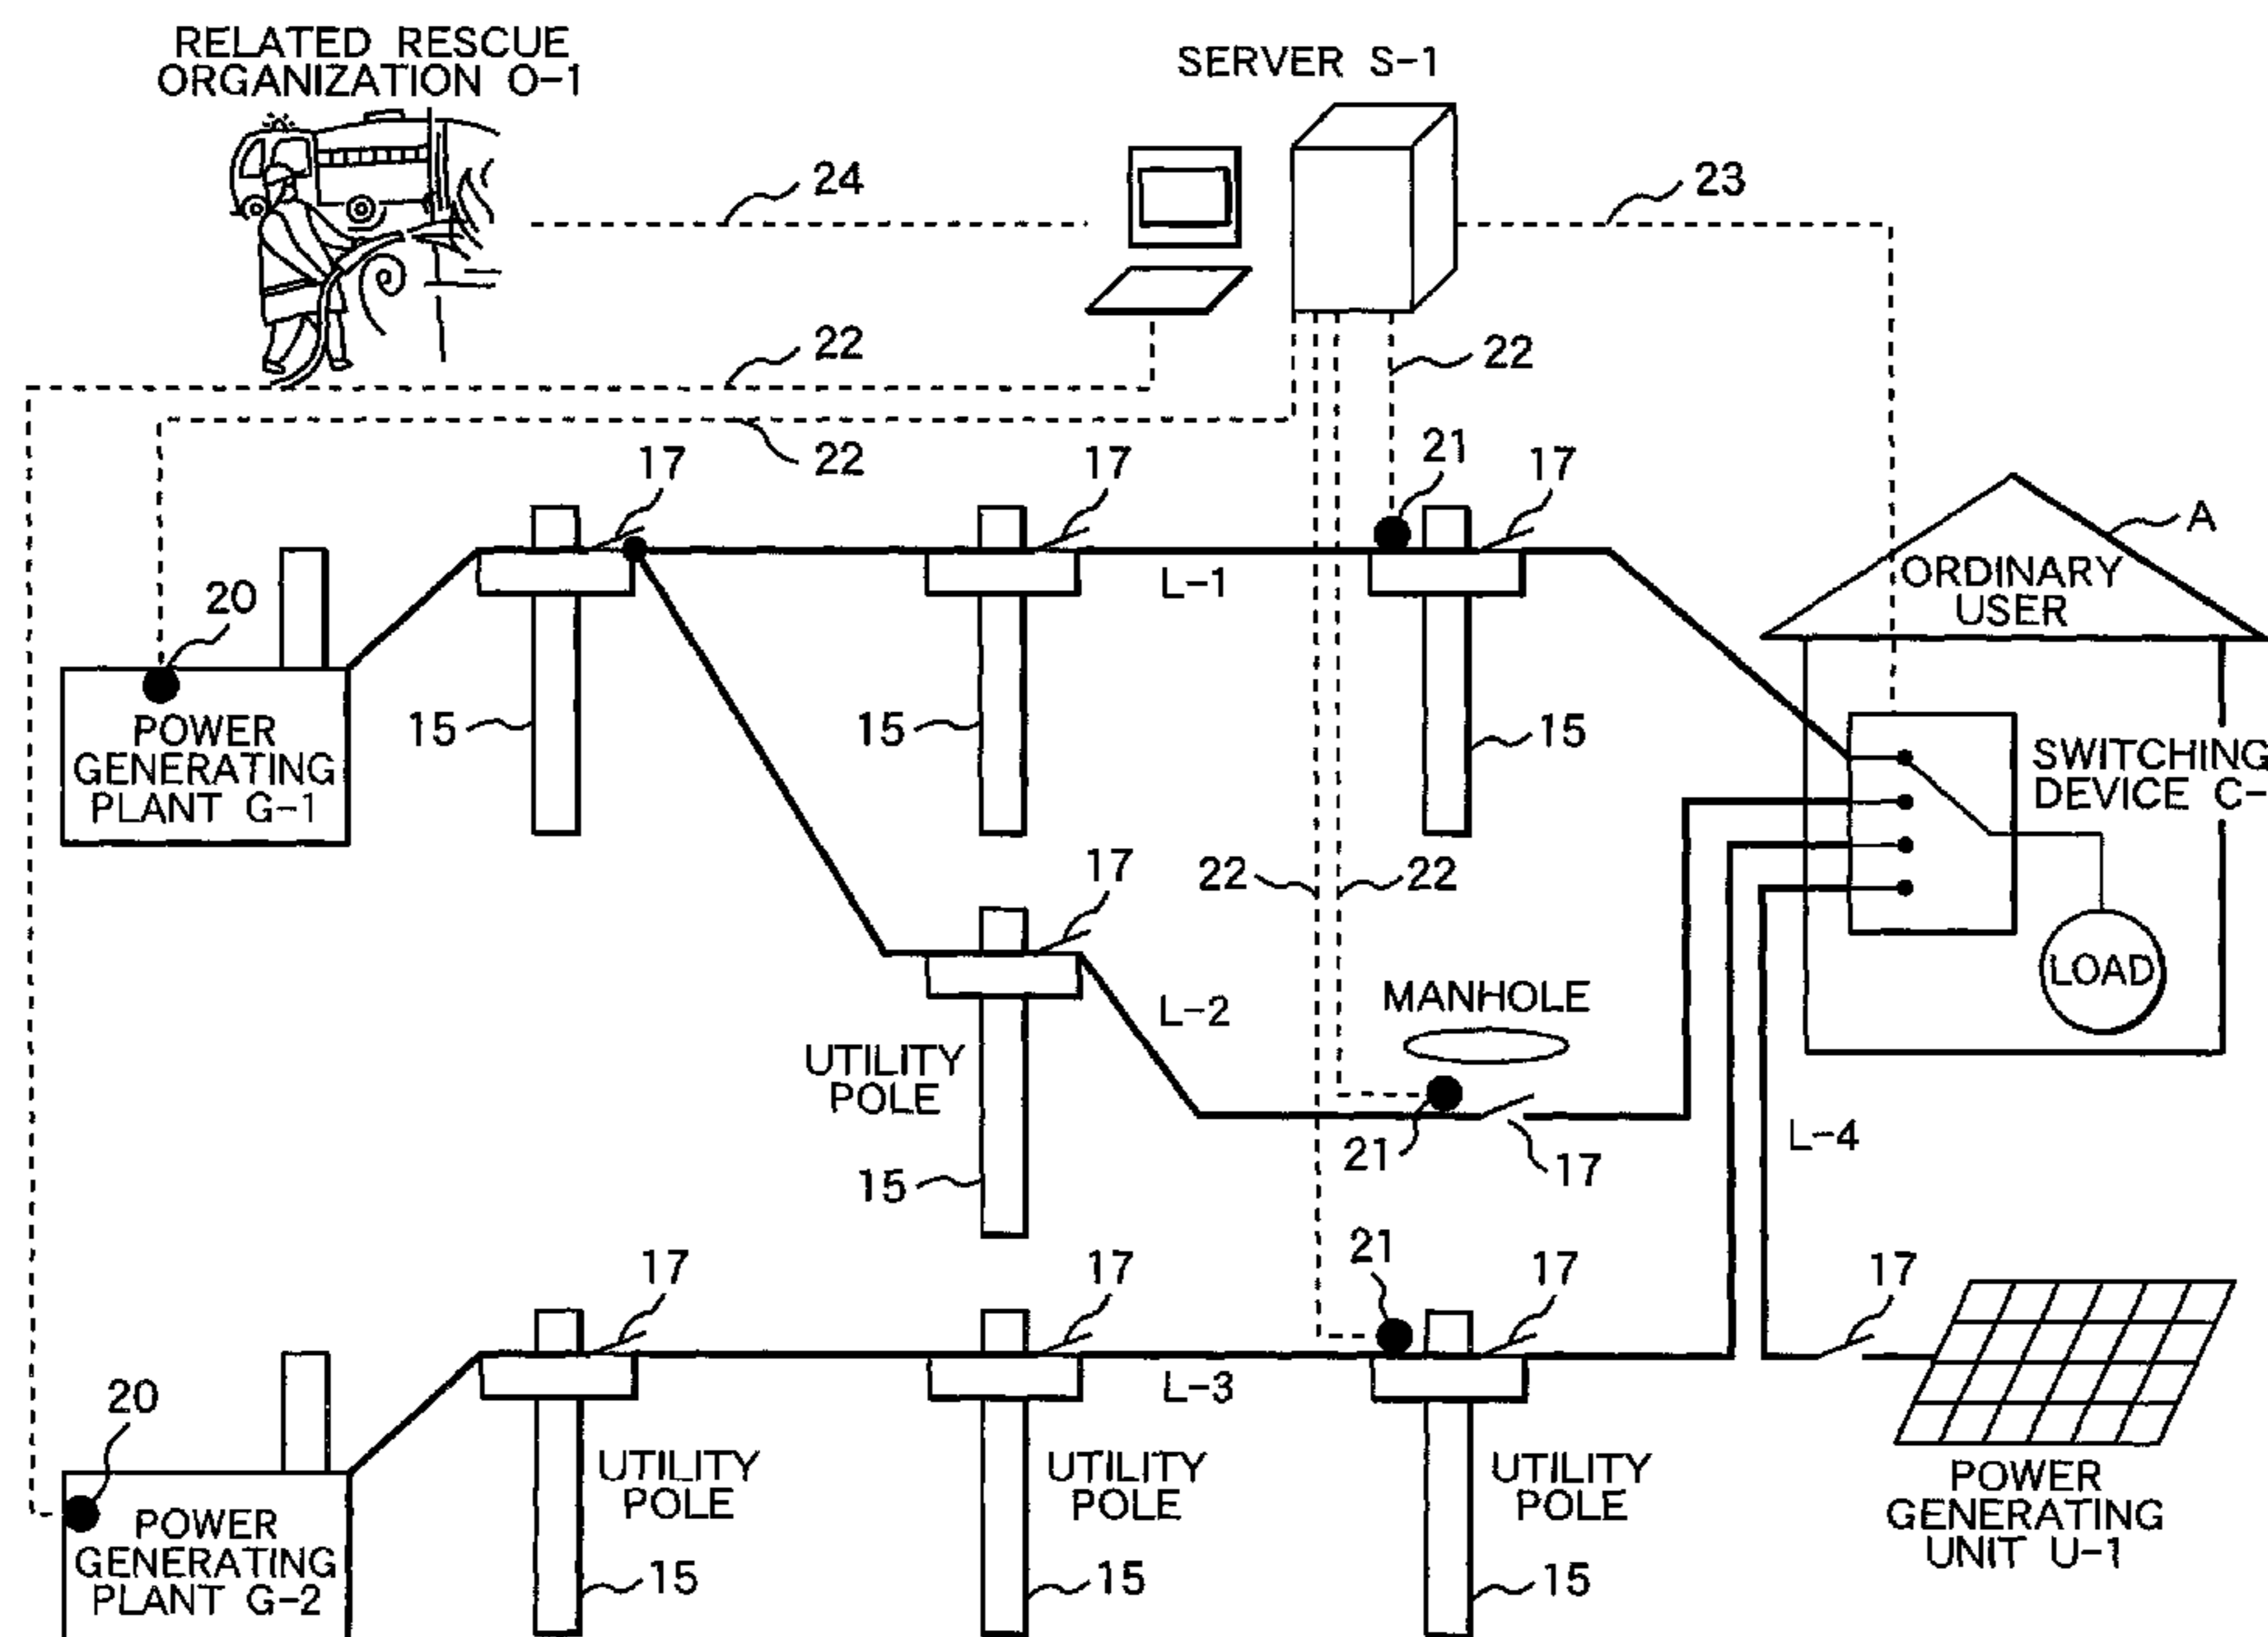 RELATED RESCUE
ORGANIZATION O-1
SERVER S-1
24
23
22
22
22
17
17
21
17
A
ORDINARY
USER
L-1
20
POWER
GENERATING
PLANT G-1
15
15
15
SWITCHING
DEVICE C-
LOAD
17
22
22
L-2
MANHOLE
UTILITY
POLE
15
21
17
L-4
17
17
21
17
17
L-3
20
POWER
GENERATING
PLANT G-2
UTILITY
POLE
UTILITY
POLE
UTILITY
POLE
15
15
15
POWER
GENERATING
UNIT U-1